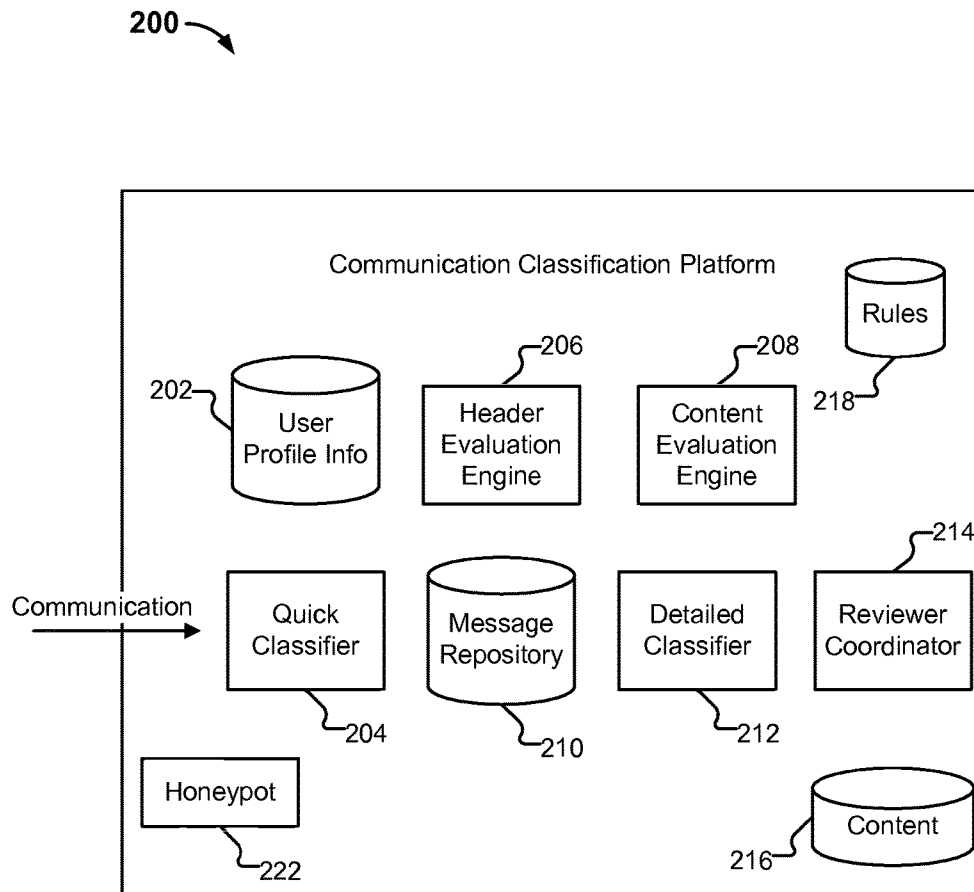 200
Communication Classification Platform
Rules
218
202
User
Profile Info
206
Header
Evaluation
Engine
208
Content
Evaluation
Engine
214
Communication
Quick
Classifier
204
Message
Repository
210
Detailed
Classifier
212
Reviewer
Coordinator
Honeypot
222
216
Content